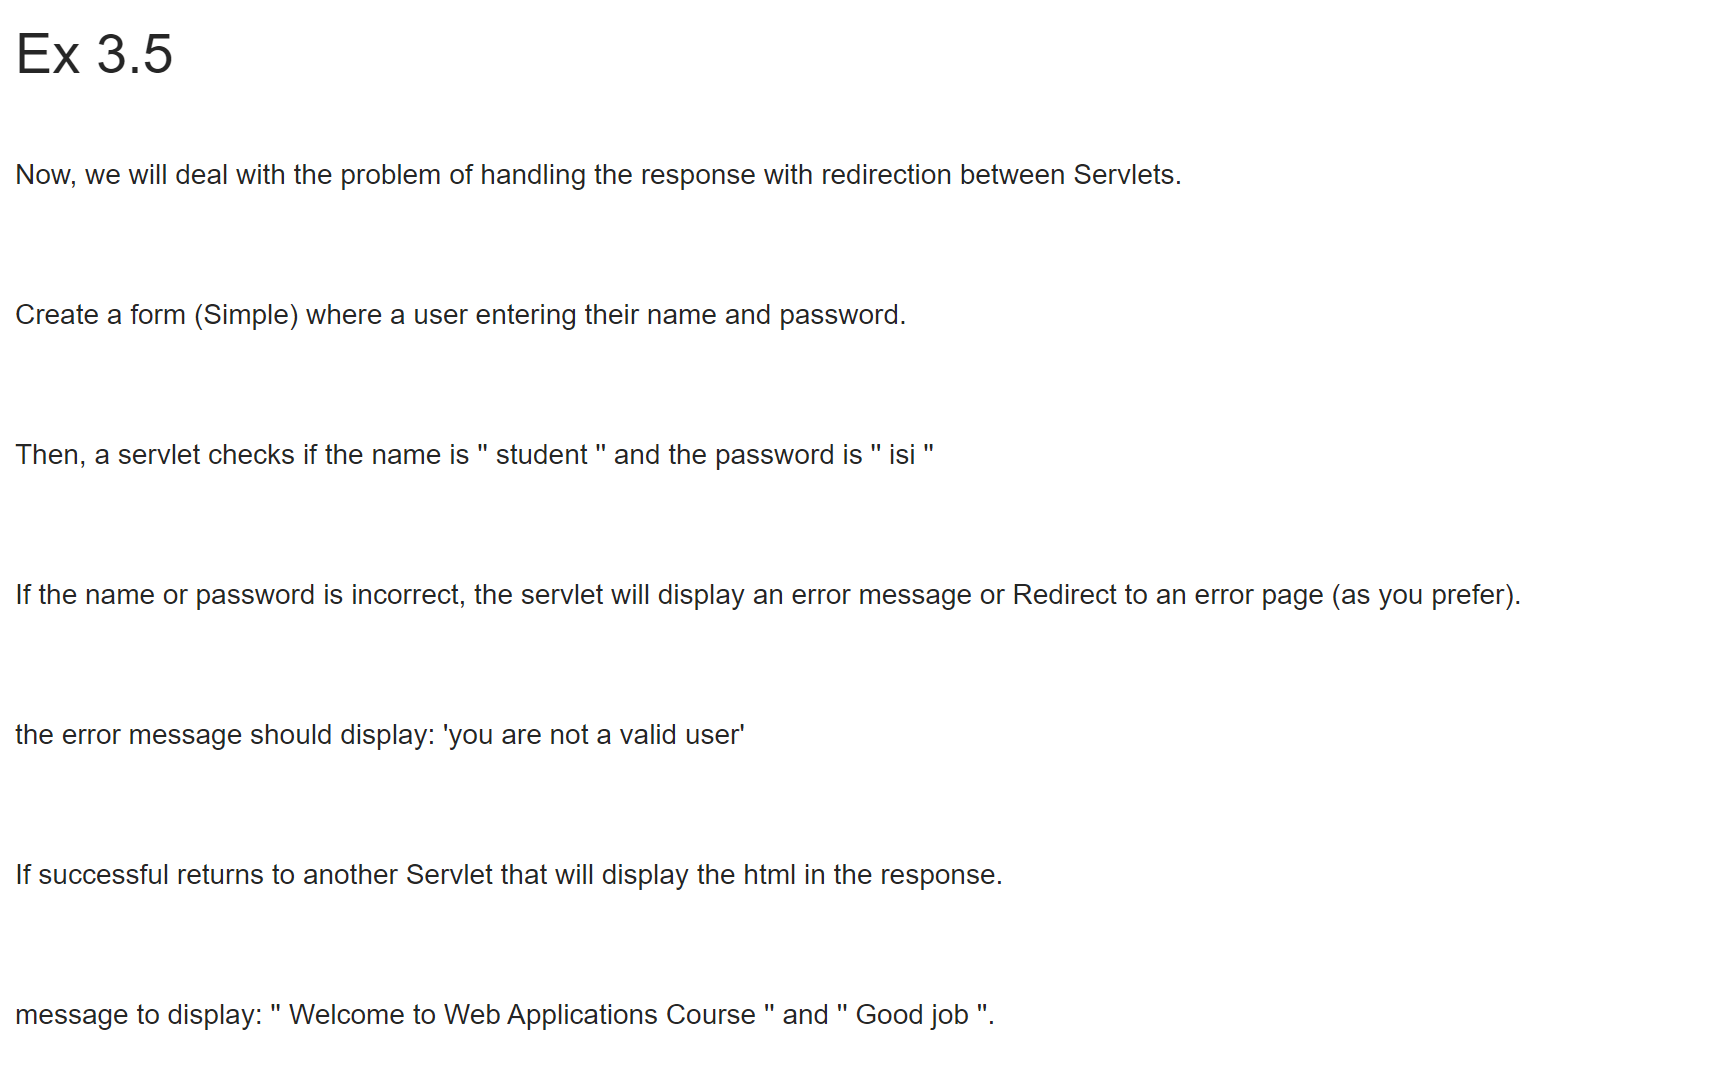 Ex 3.5
Now, we will deal with the problem of handling the response with redirection between Servlets.
Create a form (Simple) where a user entering their name and password.
Then, a servlet checks if the name is " student " and the password is " isi "
If the name or password is incorrect, the servlet will display an error message or Redirect to an error page (as you prefer).
the error message should display: 'you are not a valid user'
If successful returns to another Servlet that will display the html in the response.
message to display: " Welcome to Web Applications Course " and " Good job ".